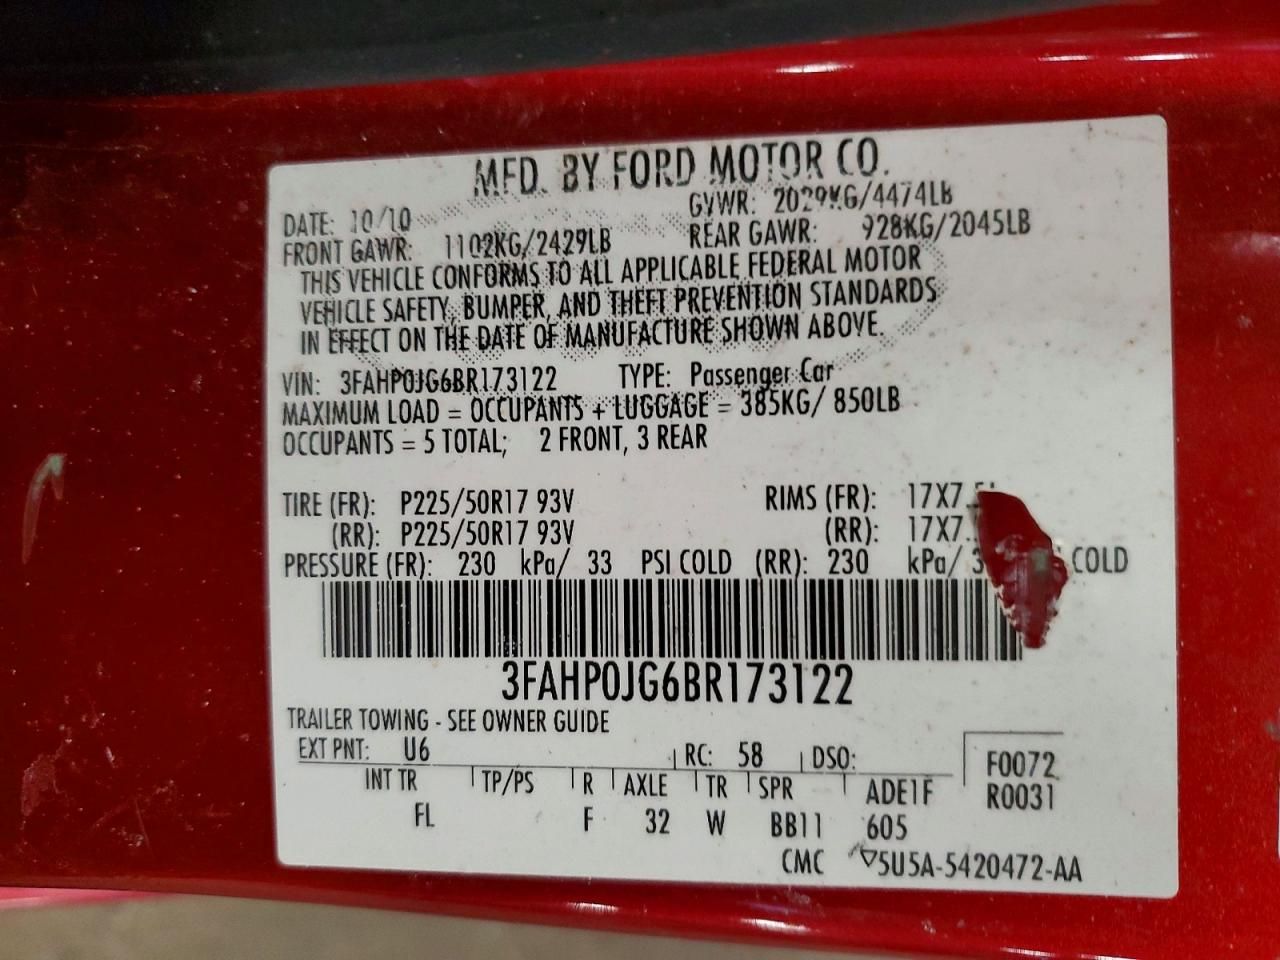 MFD. BY FORD MOTOR CO.
DATE: 10/10 GVWR: 2029KG/4474LB
FRONT GAWR: 1102KG/2429LB REAR GAWR: 928KG/2045LB
THIS VEHICLE CONFORMS TO ALL APPLICABLE FEDERAL MOTOR
VEHICLE SAFETY, BUMPER, AND THEFT PREVENTION STANDARDS
IN EFFECT ON THE DATE OF MANUFACTURE SHOWN ABOVE.
VIN: 3FAHP0JG6BR173122 TYPE: Passenger Car
MAXIMUM LOAD = OCCUPANTS + LUGGAGE = 385KG/ 850LB
OCCUPANTS = 5 TOTAL; 2 FRONT, 3 REAR
TIRE (FR): P225/50R17 93V RIMS (FR): 17X7.
(RR): P225/50R17 93V (RR): 17X7.
PRESSURE (FR): 230 kPa/ 33 PSI COLD (RR): 230 kPa/ 3 COLD
3FAHP0JG6BR173122
TRAILER TOWING - SEE OWNER GUIDE
EXT PNT: U6 RC: 58 DSO: F0072
INT TR TP/PS R AXLE TR SPR ADE1F R0031
FL F 32 W BB11 605
CMC 5U5A-5420472-AA